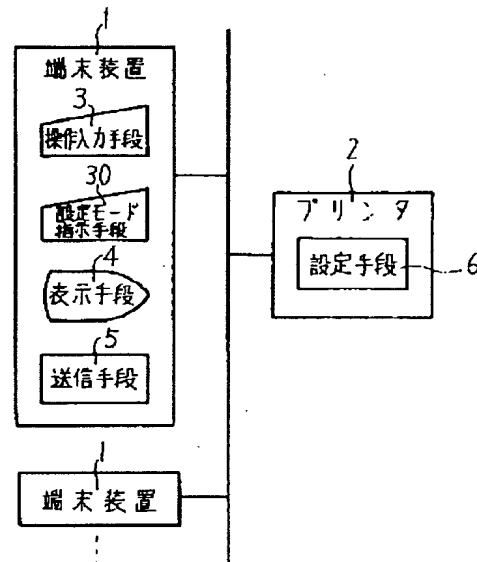 1
端末装置
3
操作入力手段
30
設定モード
指示手段
4
表示手段
5
送信手段
2
プリンタ
設定手段
6
1
端末装置